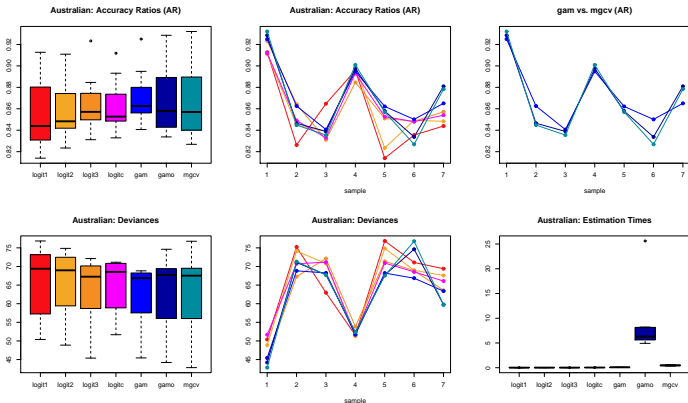 Australian: Accuracy Ratios (AR)
0.92
0.90
0.88
0.86
0.84
0.82
logit1 logit2 logit3 logitc gam gamo mgcv
Australian: Accuracy Ratios (AR)
0.92
0.90
0.88
0.86
0.84
0.82
1 2 3 4 5 6 7
sample
gam vs. mgcv (AR)
0.92
0.90
0.88
0.86
0.84
0.82
1 2 3 4 5 6 7
sample
Australian: Deviances
75
70
65
60
55
50
45
logit1 logit2 logit3 logitc gam gamo mgcv
Australian: Deviances
75
70
65
60
55
50
45
1 2 3 4 5 6 7
sample
Australian: Estimation Times
25
20
15
10
5
0
logit1 logit2 logit3 logitc gam gamo mgcv